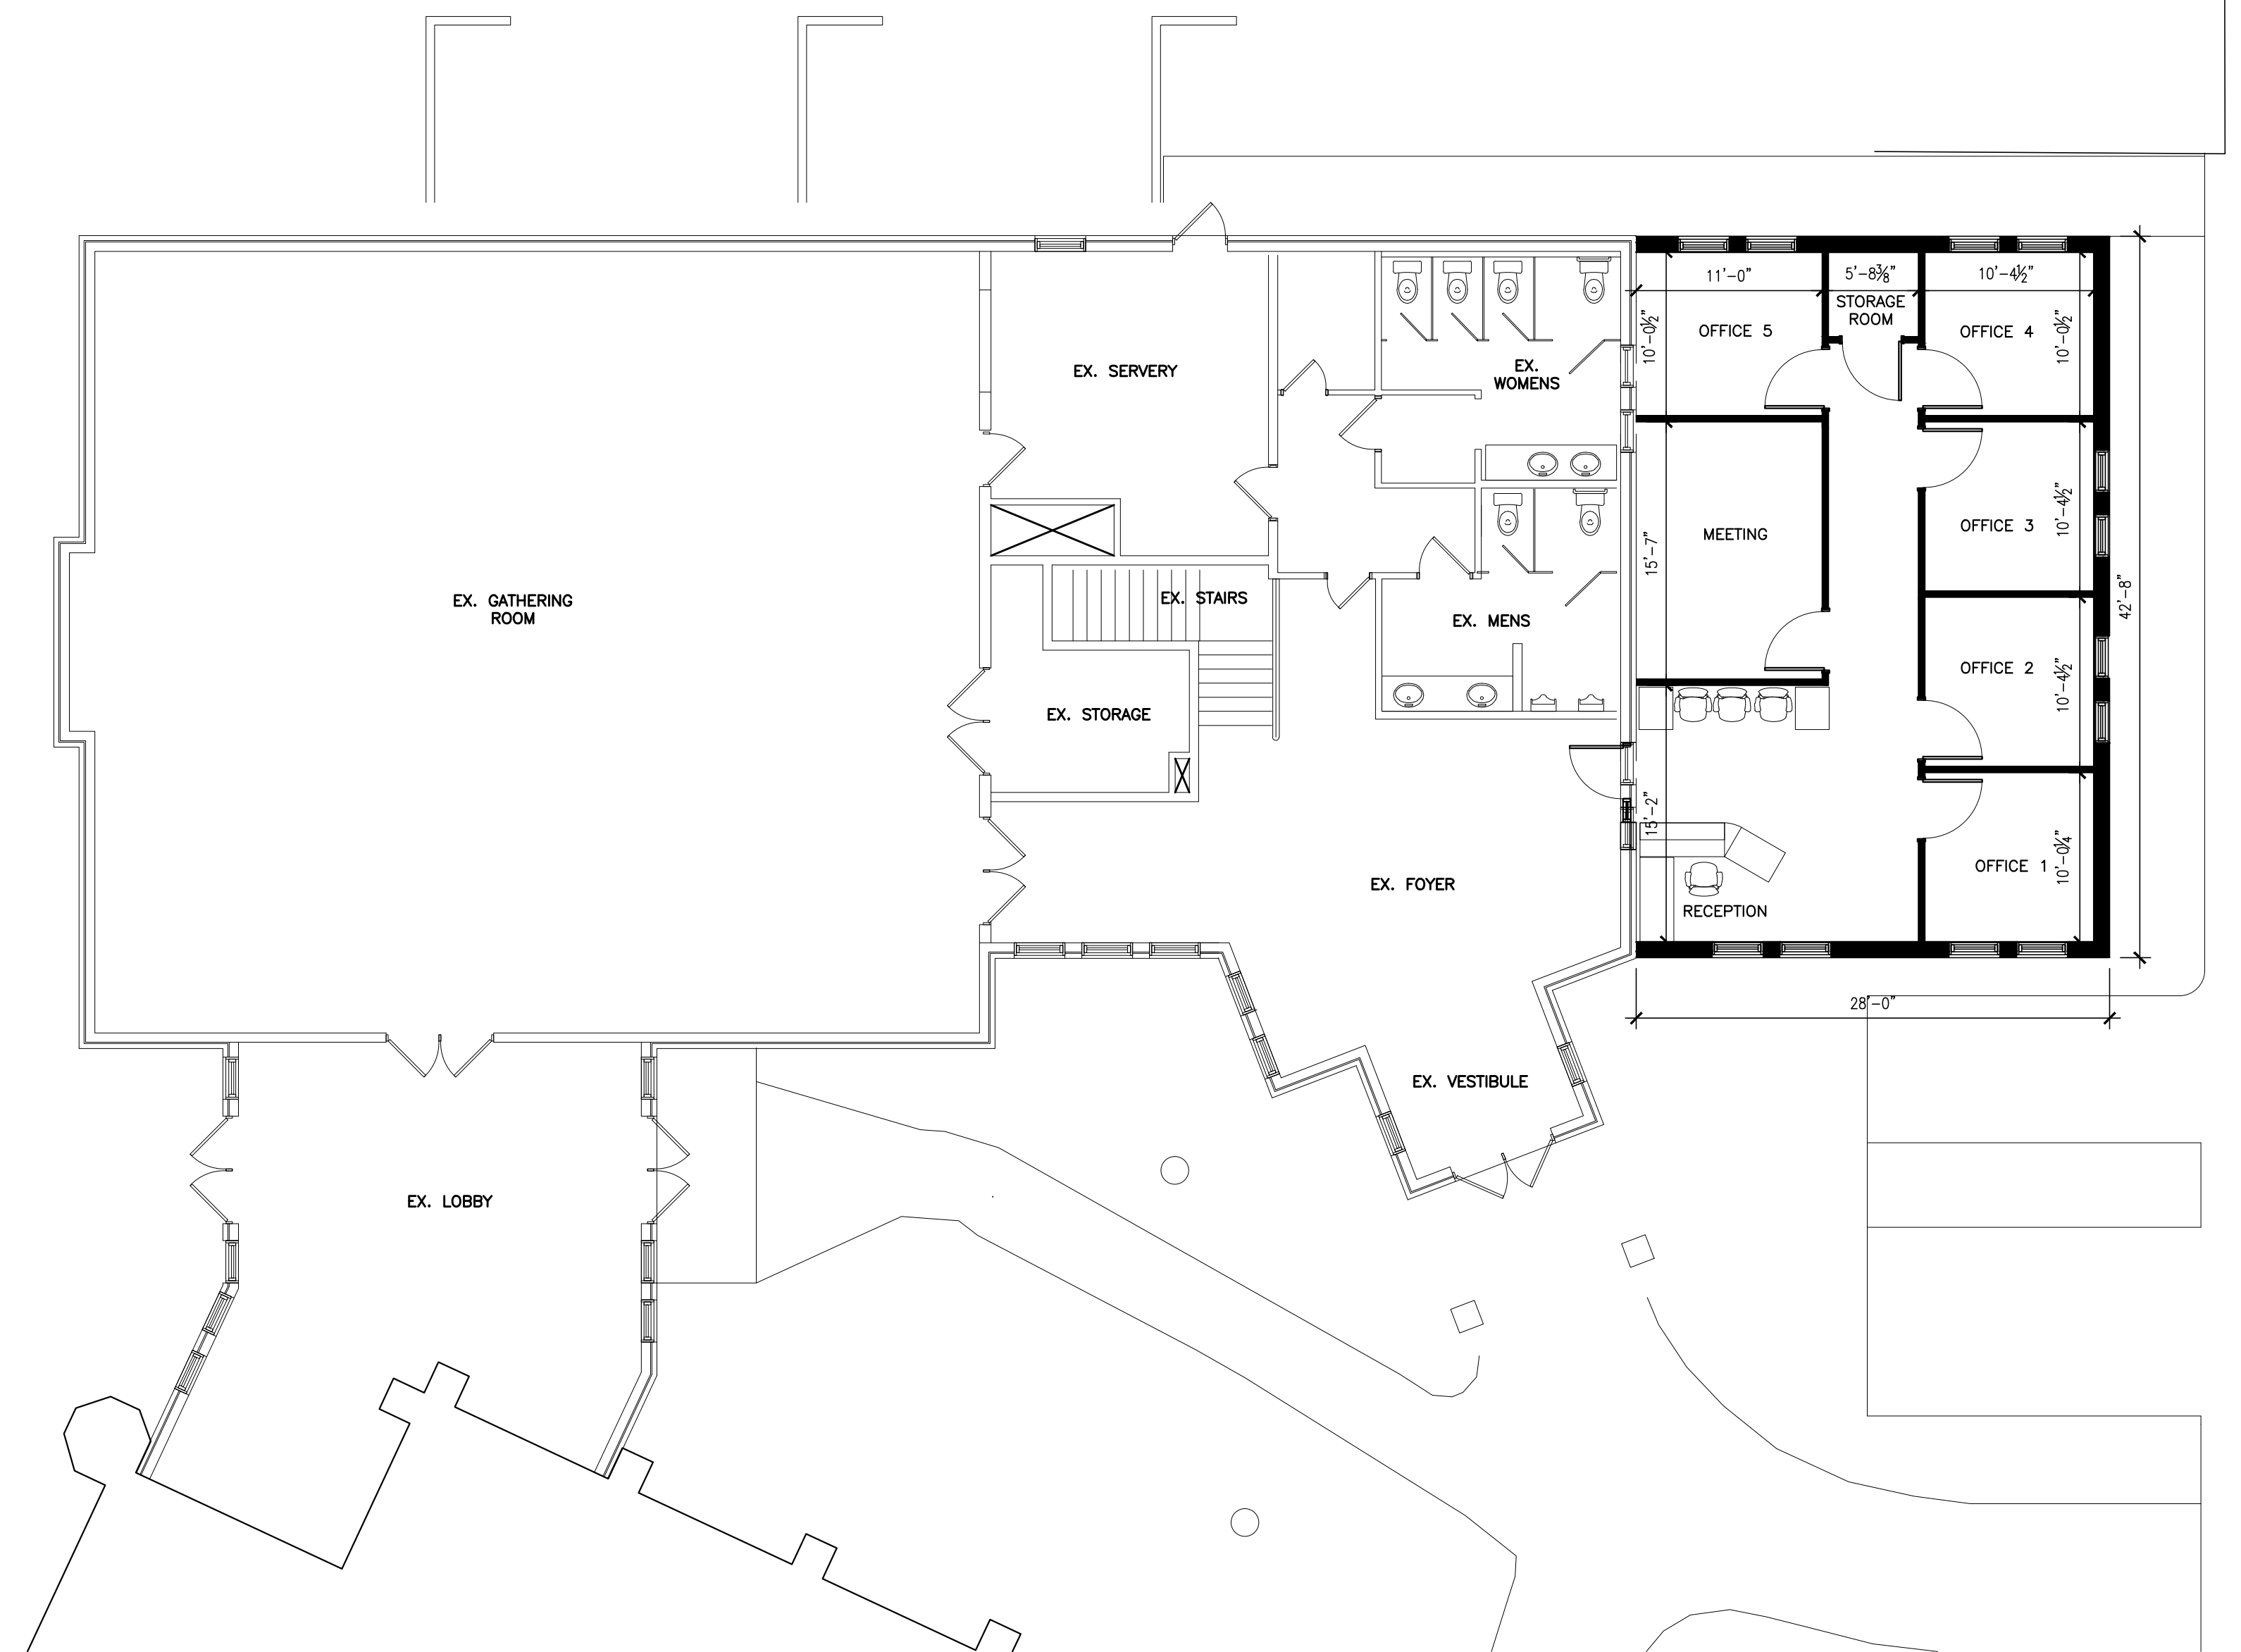 11'-0"
5'-8⅜"
10'-4½"
STORAGE
ROOM
OFFICE 5
OFFICE 4
10'-0½"
10'-0½"
EX. SERVERY
EX.
WOMENS
OFFICE 3
10'-4½"
MEETING
15'-7"
42'-8"
EX. GATHERING
ROOM
EX. STAIRS
EX. MENS
OFFICE 2
10'-4½"
EX. STORAGE
15'-2"
OFFICE 1
10'-0¼"
EX. FOYER
RECEPTION
28'-0"
EX. VESTIBULE
EX. LOBBY